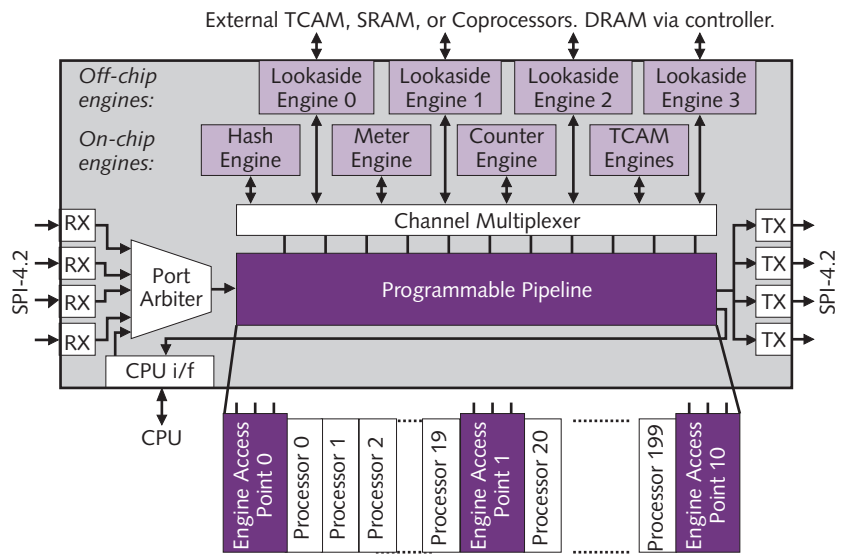 External TCAM, SRAM, or Coprocessors. DRAM via controller.
Off-chip
engines:
Lookaside
Engine 0
Lookaside
Engine 1
Lookaside
Engine 2
Lookaside
Engine 3
On-chip
engines:
Hash
Engine
Meter
Engine
Counter
Engine
TCAM
Engines
Channel Multiplexer
SPI-4.2
RX
RX
RX
RX
Port
Arbiter
Programmable Pipeline
TX
TX
TX
TX
SPI-4.2
CPU i/f
CPU
Engine Access
Point 0
Processor 0
Processor 1
Processor 2
Processor 19
Engine Access
Point 1
Processor 20
Processor 199
Engine Access
Point 10